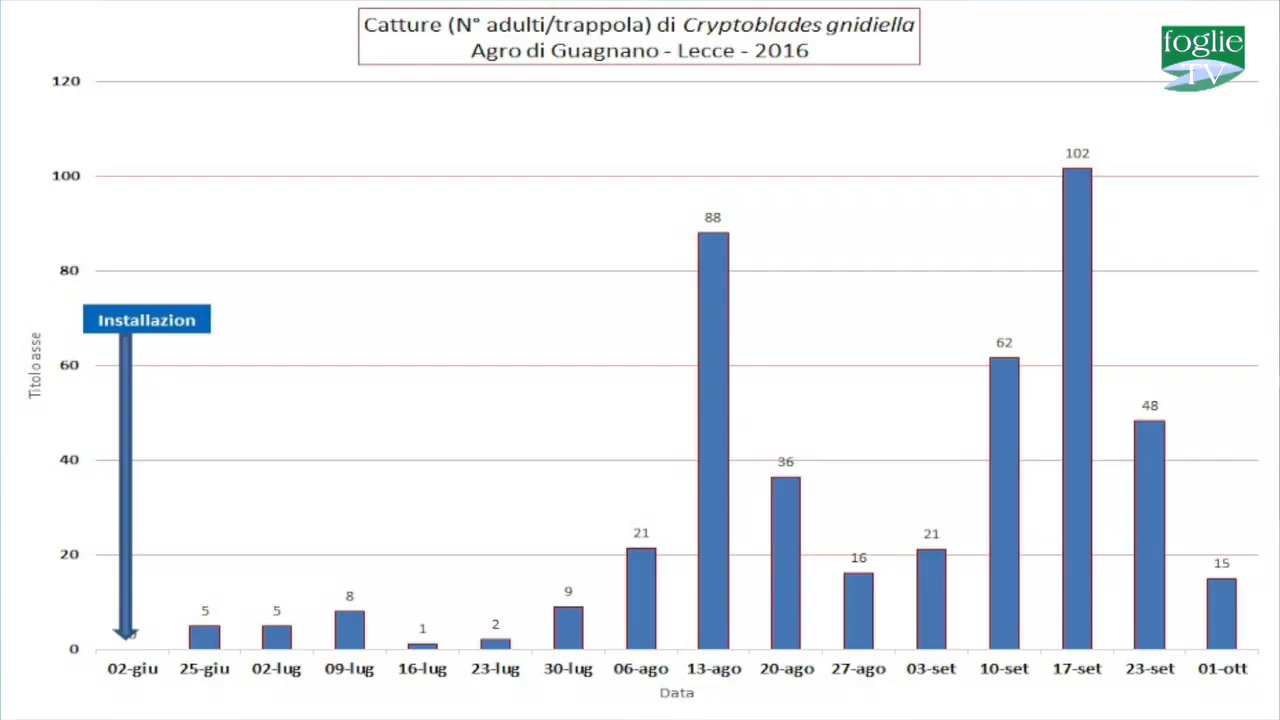 Catture (N° adulti/trappola) di Cryptoblades gnidiella
Agro di Guagnano - Lecce - 2016
foglie
TV
120
100
80
60
40
20
0
Titolo asse
Installazion
0
5
5
8
1
2
9
21
88
36
16
21
62
102
48
15
02-giu 25-giu 02-lug 09-lug 16-lug 23-lug 30-lug 06-ago 13-ago 20-ago 27-ago 03-set 10-set 17-set 23-set 01-ott
Data